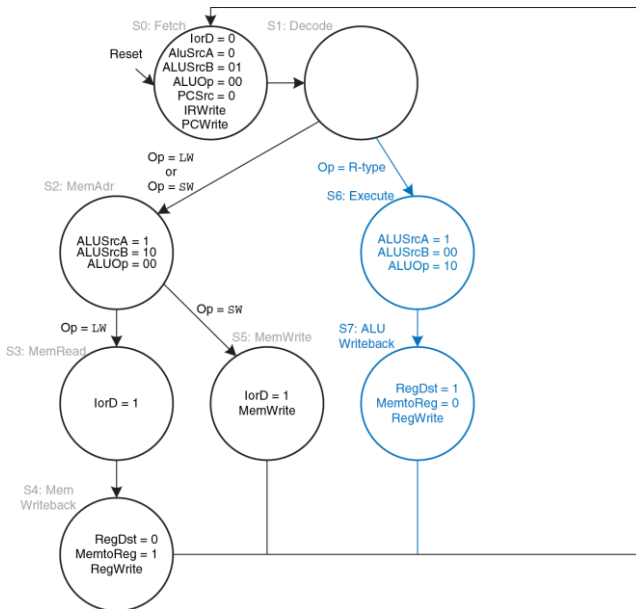 S0: Fetch
S1: Decode
Reset
IorD = 0
AluSrcA = 0
ALUSrcB = 01
ALUOp = 00
PCSrc = 0
IRWrite
PCWrite
Op = LW
or
Op = SW
Op = R-type
S2: MemAdr
S6: Execute
ALUSrcA = 1
ALUSrcB = 10
ALUOp = 00
ALUSrcA = 1
ALUSrcB = 00
ALUOp = 10
Op = LW
Op = SW
S3: MemRead
S5: MemWrite
S7: ALU
Writeback
IorD = 1
IorD = 1
MemWrite
RegDst = 1
MemtoReg = 0
RegWrite
S4: Mem
Writeback
RegDst = 0
MemtoReg = 1
RegWrite